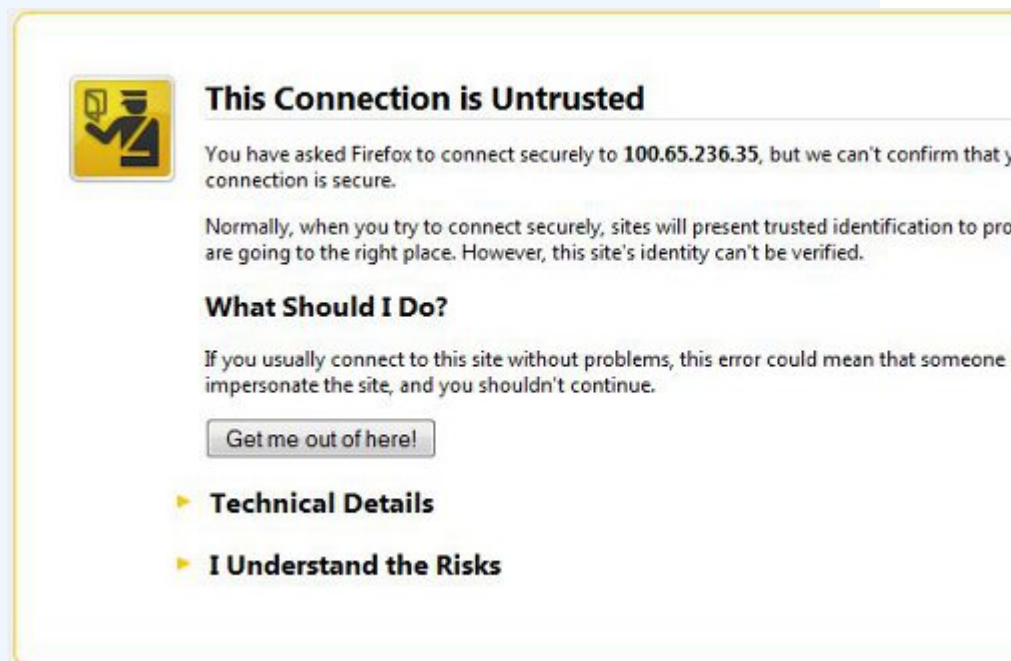 This Connection is Untrusted
You have asked Firefox to connect securely to 100.65.236.35, but we can't confirm that
connection is secure.
Normally, when you try to connect securely, sites will present trusted identification to
are going to the right place. However, this site's identity can't be verified.
What Should I Do?
If you usually connect to this site without problems, this error could mean that someone
impersonate the site, and you shouldn't continue.
Get me out of here!
Technical Details
I Understand the Risks